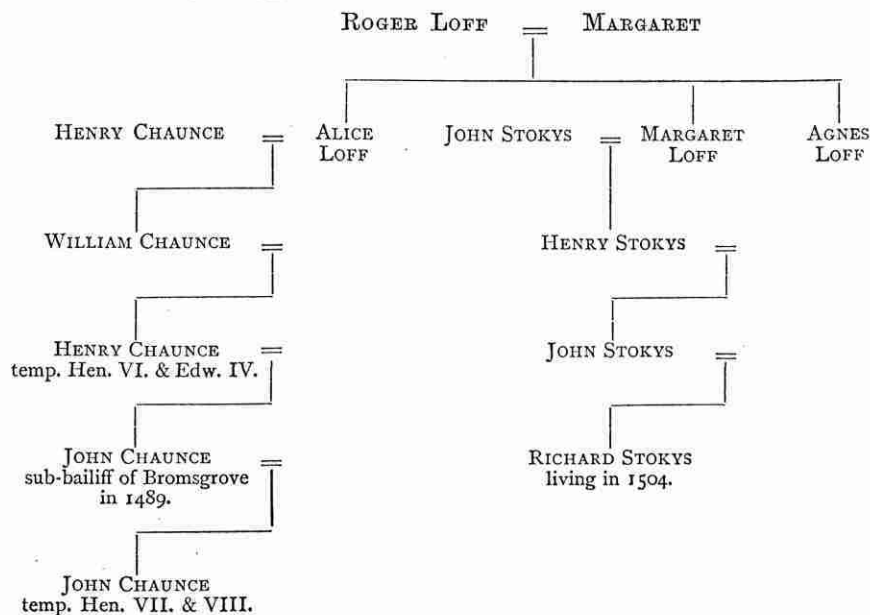 ROGER LOFF = MARGARET
HENRY CHAUNCE = ALICE LOFF JOHN STOKYS = MARGARET LOFF AGNES LOFF
WILLIAM CHAUNCE = HENRY STOKYS =
HENRY CHAUNCE = JOHN STOKYS =
temp. Hen. VI. & Edw. IV.
JOHN CHAUNCE = RICHARD STOKYS
sub-bailiff of Bromsgrove living in 1504.
in 1489.
JOHN CHAUNCE
temp. Hen. VII. & VIII.